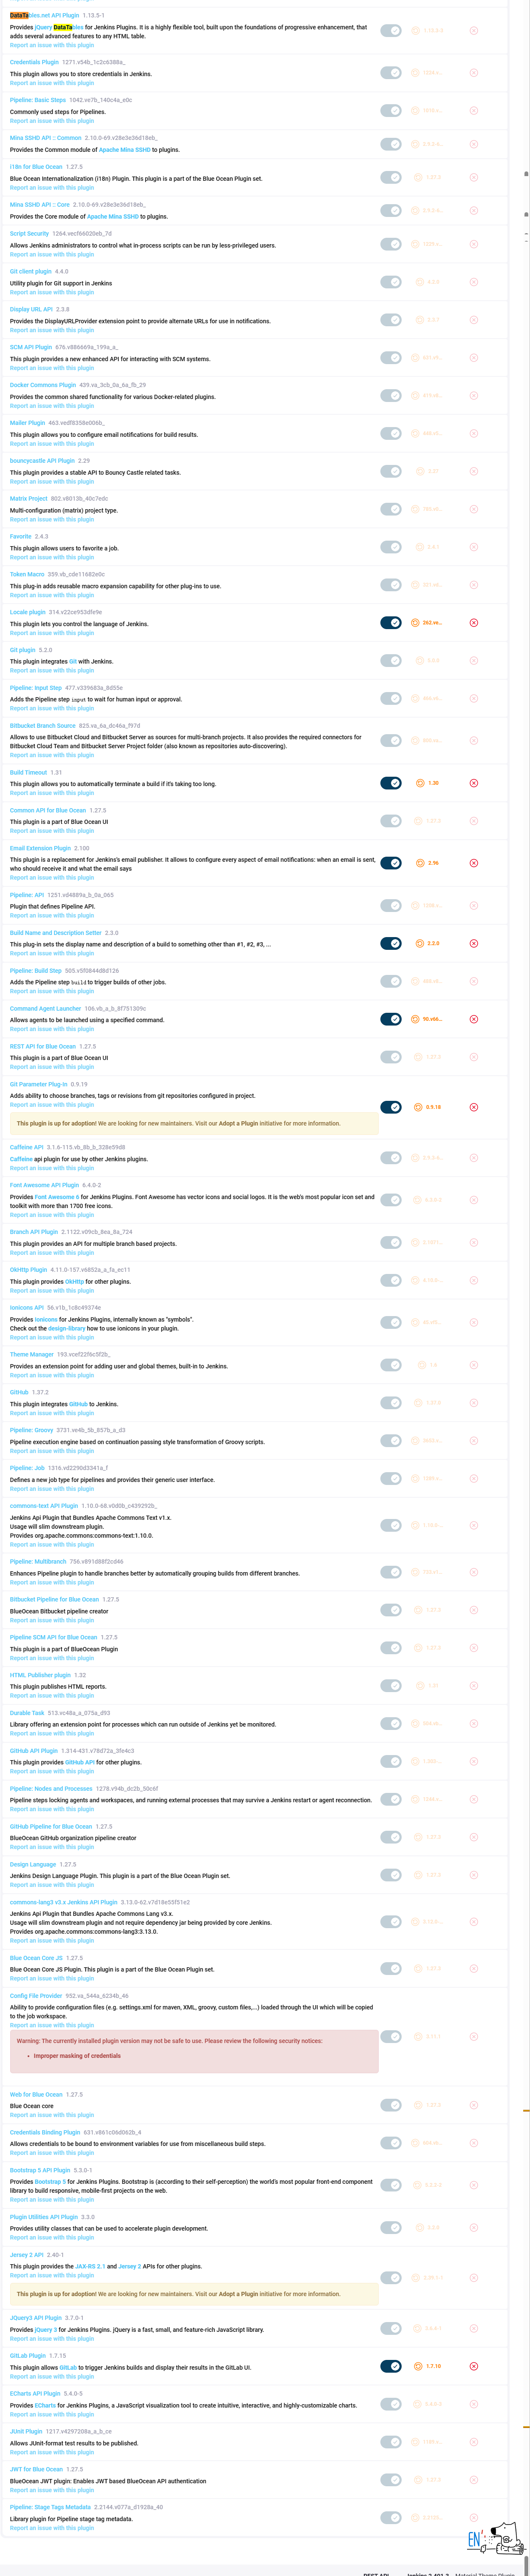 DataTables.net API Plugin 1.13.5-1
Provides jQuery DataTables for Jenkins Plugins. It is a highly flexible tool, built upon the foundations of progressive enhancement, that
adds several advanced features to any HTML table.
Report an issue with this plugin
Credentials Plugin 1271.v54b_1c2c6388a_
This plugin allows you to store credentials in Jenkins.
Report an issue with this plugin
Pipeline: Basic Steps 1042.ve7b_140c4a_e0c
Commonly used steps for Pipelines.
Report an issue with this plugin
Mina SSHD API :: Common 2.10.0-69.v28e3e36d18eb_
Provides the Common module of Apache Mina SSHD to plugins.
i18n for Blue Ocean 1.27.5
Blue Ocean Internationalization (i18n) Plugin. This plugin is a part of the Blue Ocean Plugin set.
Report an issue with this plugin
1.27.3
Mina SSHD API :: Core 2.10.0-69.v28e3e36d18eb_
Provides the Core module of Apache Mina SSHD to plugins.
Script Security 1264.vecf66020eb_7d
Allows Jenkins administrators to control what in-process scripts can be run by less-privileged users.
Report an issue with this plugin
Git client plugin 4.4.0
Utility plugin for Git support in Jenkins
Report an issue with this plugin
Display URL API 2.3.8
Provides the DisplayURLProvider extension point to provide alternate URLs for use in notifications.
Report an issue with this plugin
SCM API Plugin 676.v886669a_199a_a_
This plugin provides a new enhanced API for interacting with SCM systems.
Report an issue with this plugin
Docker Commons Plugin 439.va_3cb_0a_6a_fb_29
Provides the common shared functionality for various Docker-related plugins.
Report an issue with this plugin
Mailer Plugin 463.vedf8358e006b_
This plugin allows you to configure email notifications for build results.
Report an issue with this plugin
bouncycastle API Plugin 2.29
This plugin provides a stable API to Bouncy Castle related tasks.
Report an issue with this plugin
Matrix Project 802.v8013b_40c7edc
Multi-configuration (matrix) project type.
Report an issue with this plugin
Favorite 2.4.3
This plugin allows users to favorite a job.
Report an issue with this plugin
Token Macro 359.vb_cde11682e0c
This plug-in adds reusable macro expansion capability for other plug-ins to use.
Report an issue with this plugin
Locale plugin 314.v22ce953dfe9e
This plugin lets you control the language of Jenkins.
Report an issue with this plugin
262.ve...
Git plugin 5.2.0
This plugin integrates Git with Jenkins.
Report an issue with this plugin
Pipeline: Input Step 477.v339683a_8d55e
Adds the Pipeline step input to wait for human input or approval.
Report an issue with this plugin
Bitbucket Branch Source 825.va_6a_dc46a_f97d
Allows to use Bitbucket Cloud and Bitbucket Server as sources for multi-branch projects. It also provides the required connectors for
Bitbucket Cloud Team and Bitbucket Server Project folder (also known as repositories auto-discovering).
Report an issue with this plugin
Build Timeout 1.31
This plugin allows you to automatically terminate a build if it's taking too long.
Report an issue with this plugin
1.30
Common API for Blue Ocean 1.27.5
This plugin is a part of Blue Ocean UI
Report an issue with this plugin
1.27.3
Email Extension Plugin 2.100
This plugin is a replacement for Jenkins's email publisher. It allows to configure every aspect of email notifications: when an email is sent,
who should receive it and what the email says
Report an issue with this plugin
2.96
Pipeline: API 1251.vd4889a_b_0a_065
Plugin that defines Pipeline API.
Report an issue with this plugin
Build Name and Description Setter 2.3.0
This plug-in sets the display name and description of a build to something other than #1, #2, #3, ...
Report an issue with this plugin
2.2.0
Pipeline: Build Step 505.v5f0844d8d126
Adds the Pipeline step build to trigger builds of other jobs.
Report an issue with this plugin
Command Agent Launcher 106.vb_a_b_8f751309c
Allows agents to be launched using a specified command.
Report an issue with this plugin
90.v66...
REST API for Blue Ocean 1.27.5
This plugin is a part of Blue Ocean UI
Report an issue with this plugin
1.27.3
Git Parameter Plug-In 0.9.19
Adds ability to choose branches, tags or revisions from git repositories configured in project.
Report an issue with this plugin
0.9.18
This plugin is up for adoption! We are looking for new maintainers. Visit our Adopt a Plugin initiative for more information.
Caffeine API 3.1.6-115.vb_8b_b_328e59d8
Caffeine api plugin for use by other Jenkins plugins.
Report an issue with this plugin
Font Awesome API Plugin 6.4.0-2
Provides Font Awesome 6 for Jenkins Plugins. Font Awesome has vector icons and social logos. It is the web's most popular icon set and
toolkit with more than 1700 free icons.
Report an issue with this plugin
Branch API Plugin 2.1122.v09cb_8ea_8a_724
This plugin provides an API for multiple branch based projects.
Report an issue with this plugin
OkHttp Plugin 4.11.0-157.v6852a_a_fa_ec11
This plugin provides OkHttp for other plugins.
Report an issue with this plugin
Ionicons API 56.v1b_1c8c49374e
Provides Ionicons for Jenkins Plugins, internally known as "symbols".
Check out the design-library how to use ionicons in your plugin.
Report an issue with this plugin
Theme Manager 193.vcef22f6c5f2b_
Provides an extension point for adding user and global themes, built-in to Jenkins.
Report an issue with this plugin
1.6
GitHub 1.37.2
This plugin integrates GitHub to Jenkins.
Report an issue with this plugin
Pipeline: Groovy 3731.ve4b_5b_857b_a_d3
Pipeline execution engine based on continuation passing style transformation of Groovy scripts.
Report an issue with this plugin
Pipeline: Job 1316.vd2290d3341a_f
Defines a new job type for pipelines and provides their generic user interface.
Report an issue with this plugin
commons-text API Plugin 1.10.0-68.v0d0b_c439292b_
Jenkins Api Plugin that Bundles Apache Commons Text v1.x.
Usage will slim downstream plugin.
Provides org.apache.commons:commons-text:1.10.0.
Report an issue with this plugin
Pipeline: Multibranch 756.v891d88f2cd46
Enhances Pipeline plugin to handle branches better by automatically grouping builds from different branches.
Report an issue with this plugin
Bitbucket Pipeline for Blue Ocean 1.27.5
BlueOcean Bitbucket pipeline creator
Report an issue with this plugin
1.27.3
Pipeline SCM API for Blue Ocean 1.27.5
This plugin is a part of BlueOcean Plugin
Report an issue with this plugin
1.27.3
HTML Publisher plugin 1.32
This plugin publishes HTML reports.
Report an issue with this plugin
1.31
Durable Task 513.vc48a_a_075a_d93
Library offering an extension point for processes which can run outside of Jenkins yet be monitored.
Report an issue with this plugin
GitHub API Plugin 1.314-431.v78d72a_3fe4c3
This plugin provides GitHub API for other plugins.
Report an issue with this plugin
Pipeline: Nodes and Processes 1278.v94b_dc2b_50c6f
Pipeline steps locking agents and workspaces, and running external processes that may survive a Jenkins restart or agent reconnection.
Report an issue with this plugin
GitHub Pipeline for Blue Ocean 1.27.5
BlueOcean GitHub organization pipeline creator
Report an issue with this plugin
1.27.3
Design Language 1.27.5
Jenkins Design Language Plugin. This plugin is a part of the Blue Ocean Plugin set.
Report an issue with this plugin
1.27.3
commons-lang3 v3.x Jenkins API Plugin 3.13.0-62.v7d18e55f51e2
Jenkins Api Plugin that Bundles Apache Commons Lang v3.x.
Usage will slim downstream plugin and not require dependency jar being provided by core Jenkins.
Provides org.apache.commons:commons-lang3:3.13.0.
Report an issue with this plugin
Blue Ocean Core JS 1.27.5
Blue Ocean Core JS Plugin. This plugin is a part of the Blue Ocean Plugin set.
Report an issue with this plugin
1.27.3
Config File Provider 952.va_544a_6234b_46
Ability to provide configuration files (e.g. settings.xml for maven, XML, groovy, custom files,...) loaded through the UI which will be copied
to the job workspace.
Report an issue with this plugin
Warning: The currently installed plugin version may not be safe to use. Please review the following security notices:
• Improper masking of credentials
Web for Blue Ocean 1.27.5
Blue Ocean core
Report an issue with this plugin
1.27.3
Credentials Binding Plugin 631.v861c06d062b_4
Allows credentials to be bound to environment variables for use from miscellaneous build steps.
Report an issue with this plugin
Bootstrap 5 API Plugin 5.3.0-1
Provides Bootstrap 5 for Jenkins Plugins. Bootstrap is (according to their self-perception) the world's most popular front-end component
library to build responsive, mobile-first projects on the web.
Report an issue with this plugin
Plugin Utilities API Plugin 3.3.0
Provides utility classes that can be used to accelerate plugin development.
Report an issue with this plugin
Jersey 2 API 2.40-1
This plugin provides the JAX-RS 2.1 and Jersey 2 APIs for other plugins.
Report an issue with this plugin
This plugin is up for adoption! We are looking for new maintainers. Visit our Adopt a Plugin initiative for more information.
JQuery3 API Plugin 3.7.0-1
Provides jQuery 3 for Jenkins Plugins. jQuery is a fast, small, and feature-rich JavaScript library.
Report an issue with this plugin
GitLab Plugin 1.7.15
This plugin allows GitLab to trigger Jenkins builds and display their results in the GitLab UI.
Report an issue with this plugin
1.7.10
ECharts API Plugin 5.4.0-5
Provides ECharts for Jenkins Plugins, a JavaScript visualization tool to create intuitive, interactive, and highly-customizable charts.
Report an issue with this plugin
JUnit Plugin 1217.v4297208a_a_b_ce
Allows JUnit-format test results to be published.
Report an issue with this plugin
JWT for Blue Ocean 1.27.5
BlueOcean JWT plugin: Enables JWT based BlueOcean API authentication
Report an issue with this plugin
1.27.3
Pipeline: Stage Tags Metadata 2.2144.v077a_d1928a_40
Library plugin for Pipeline stage tag metadata.
Report an issue with this plugin
EN